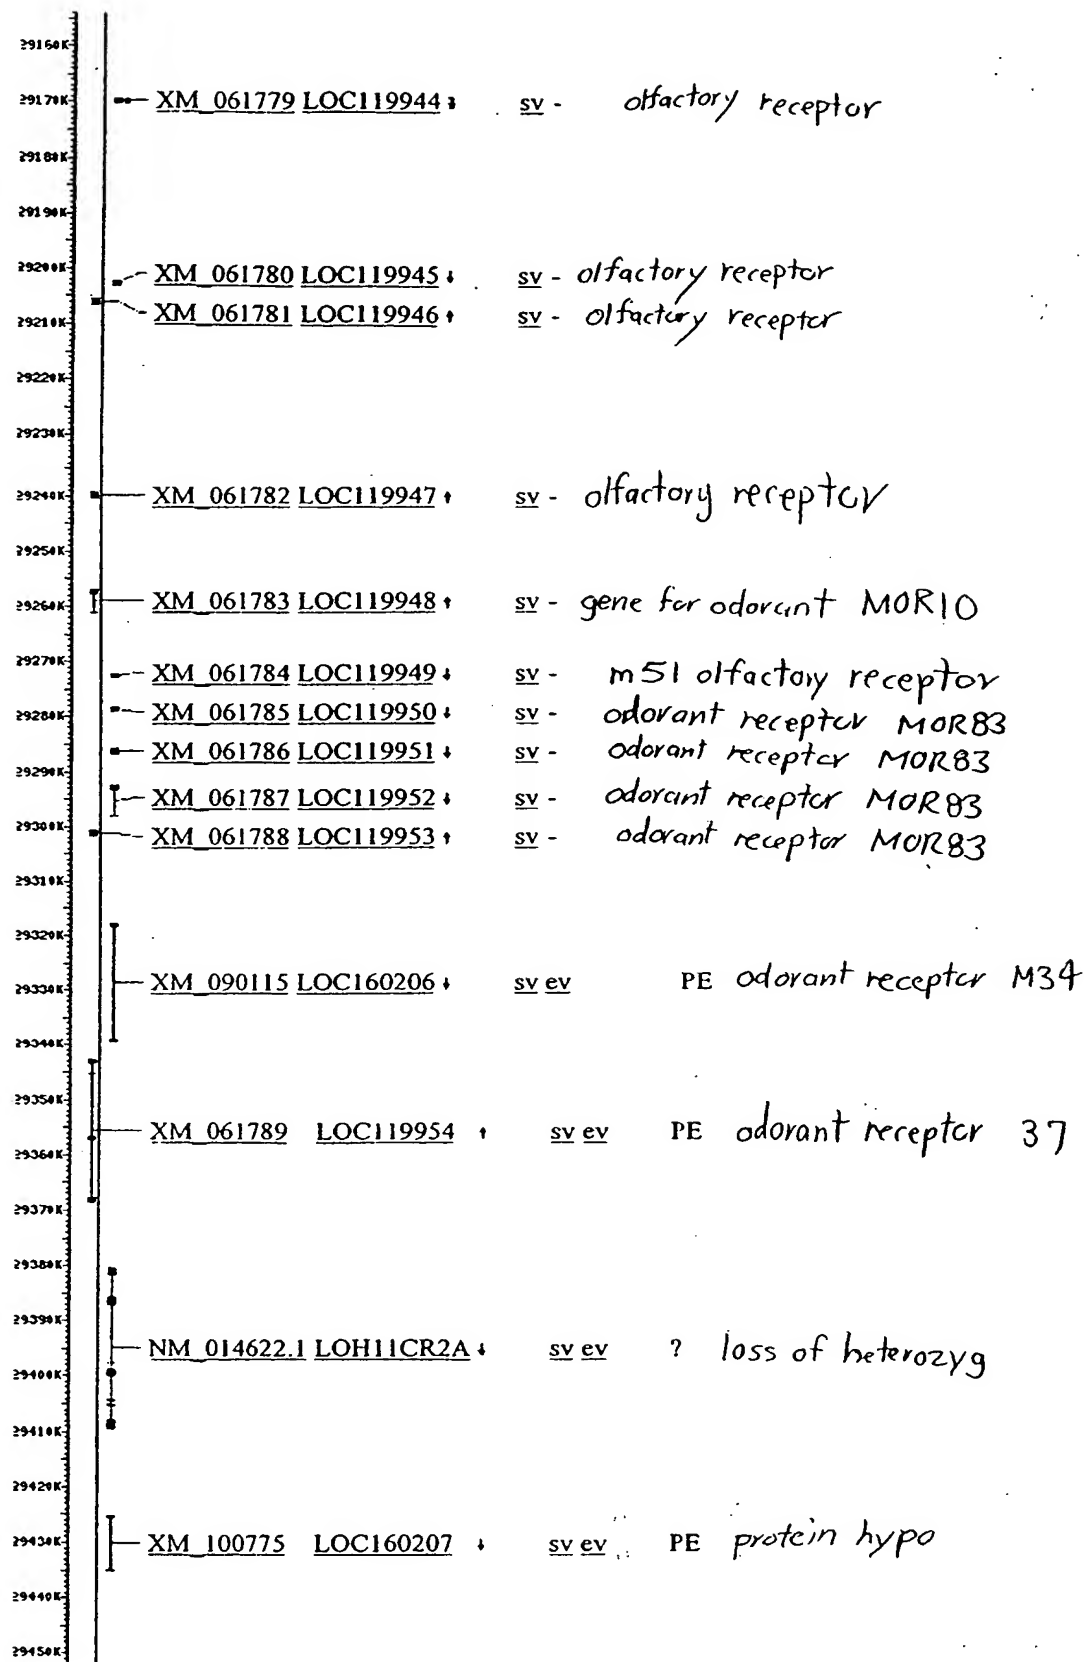 29160K
29170K XM_061779 LOC119944 ↓ sv - olfactory receptor
29180K
29190K
29200K XM_061780 LOC119945 ↓ sv - olfactory receptor
XM_061781 LOC119946 ↑ sv - olfactory receptor
29210K
29220K
29230K
29240K XM_061782 LOC119947 ↑ sv - olfactory receptor
29250K
29260K XM_061783 LOC119948 ↑ sv - gene for odorant MOR10
29270K XM_061784 LOC119949 ↓ sv - m51 olfactory receptor
29280K XM_061785 LOC119950 ↓ sv - odorant receptor MOR83
XM_061786 LOC119951 ↓ sv - odorant receptor MOR83
29290K
XM_061787 LOC119952 ↓ sv - odorant receptor MOR83
29300K XM_061788 LOC119953 ↑ sv - odorant receptor MOR83
29310K
29320K
29330K XM_090115 LOC160206 ↓ sv ev PE odorant receptor M34
29340K
29350K
XM_061789 LOC119954 ↑ sv ev PE odorant receptor 37
29360K
29370K
29380K
29390K
NM_014622.1 LOH11CR2A ↓ sv ev ? loss of heterozyg
29400K
29410K
29420K
29430K XM_100775 LOC160207 ↓ sv ev PE protein hypo
29440K
29450K